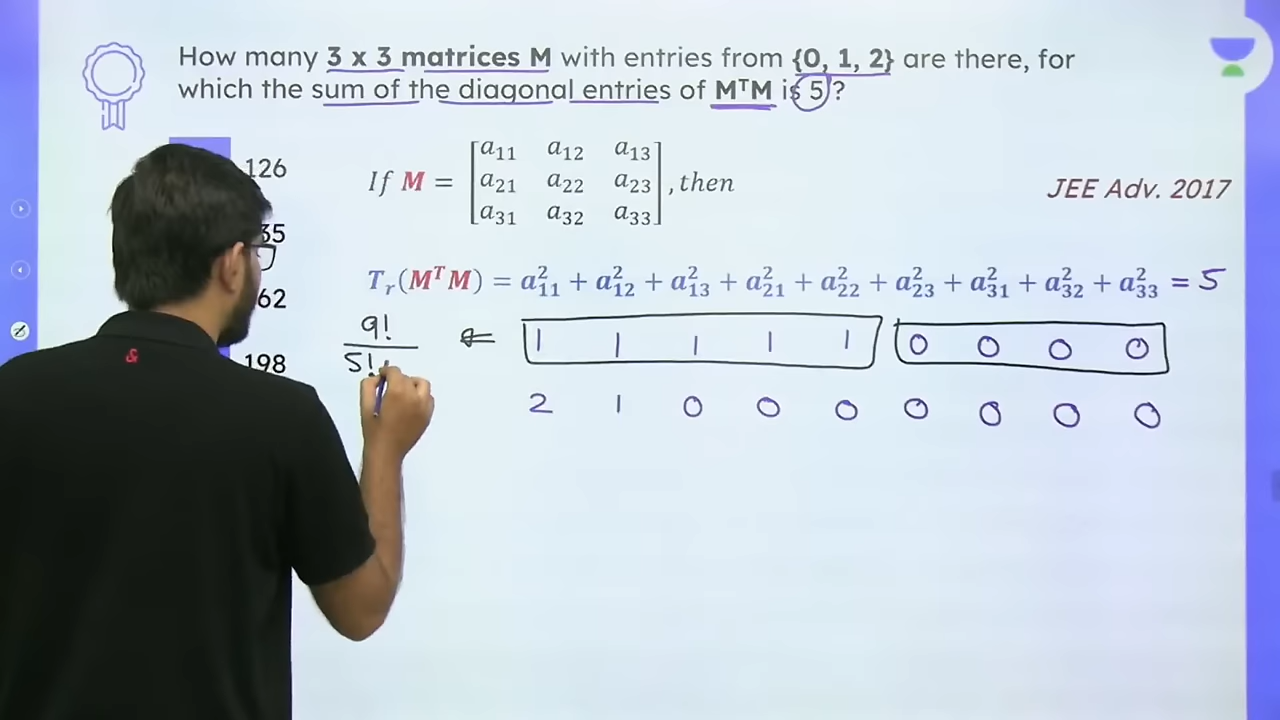 How many 3 x 3 matrices M with entries from {0, 1, 2} are there, for
which the sum of the diagonal entries of MᵀM is 5 ?
126
If M = [a₁₁ a₁₂ a₁₃
a₂₁ a₂₂ a₂₃
a₃₁ a₃₂ a₃₃] , then
JEE Adv. 2017
35
62
198
Tᵣ(MᵀM) = a²₁₁ + a²₁₂ + a²₁₃ + a²₂₁ + a²₂₂ + a²₂₃ + a²₃₁ + a²₃₂ + a²₃₃ = 5
9!
5!
⇐ 1 1 1 1 1 0 0 0 0
2 1 0 0 0 0 0 0 0